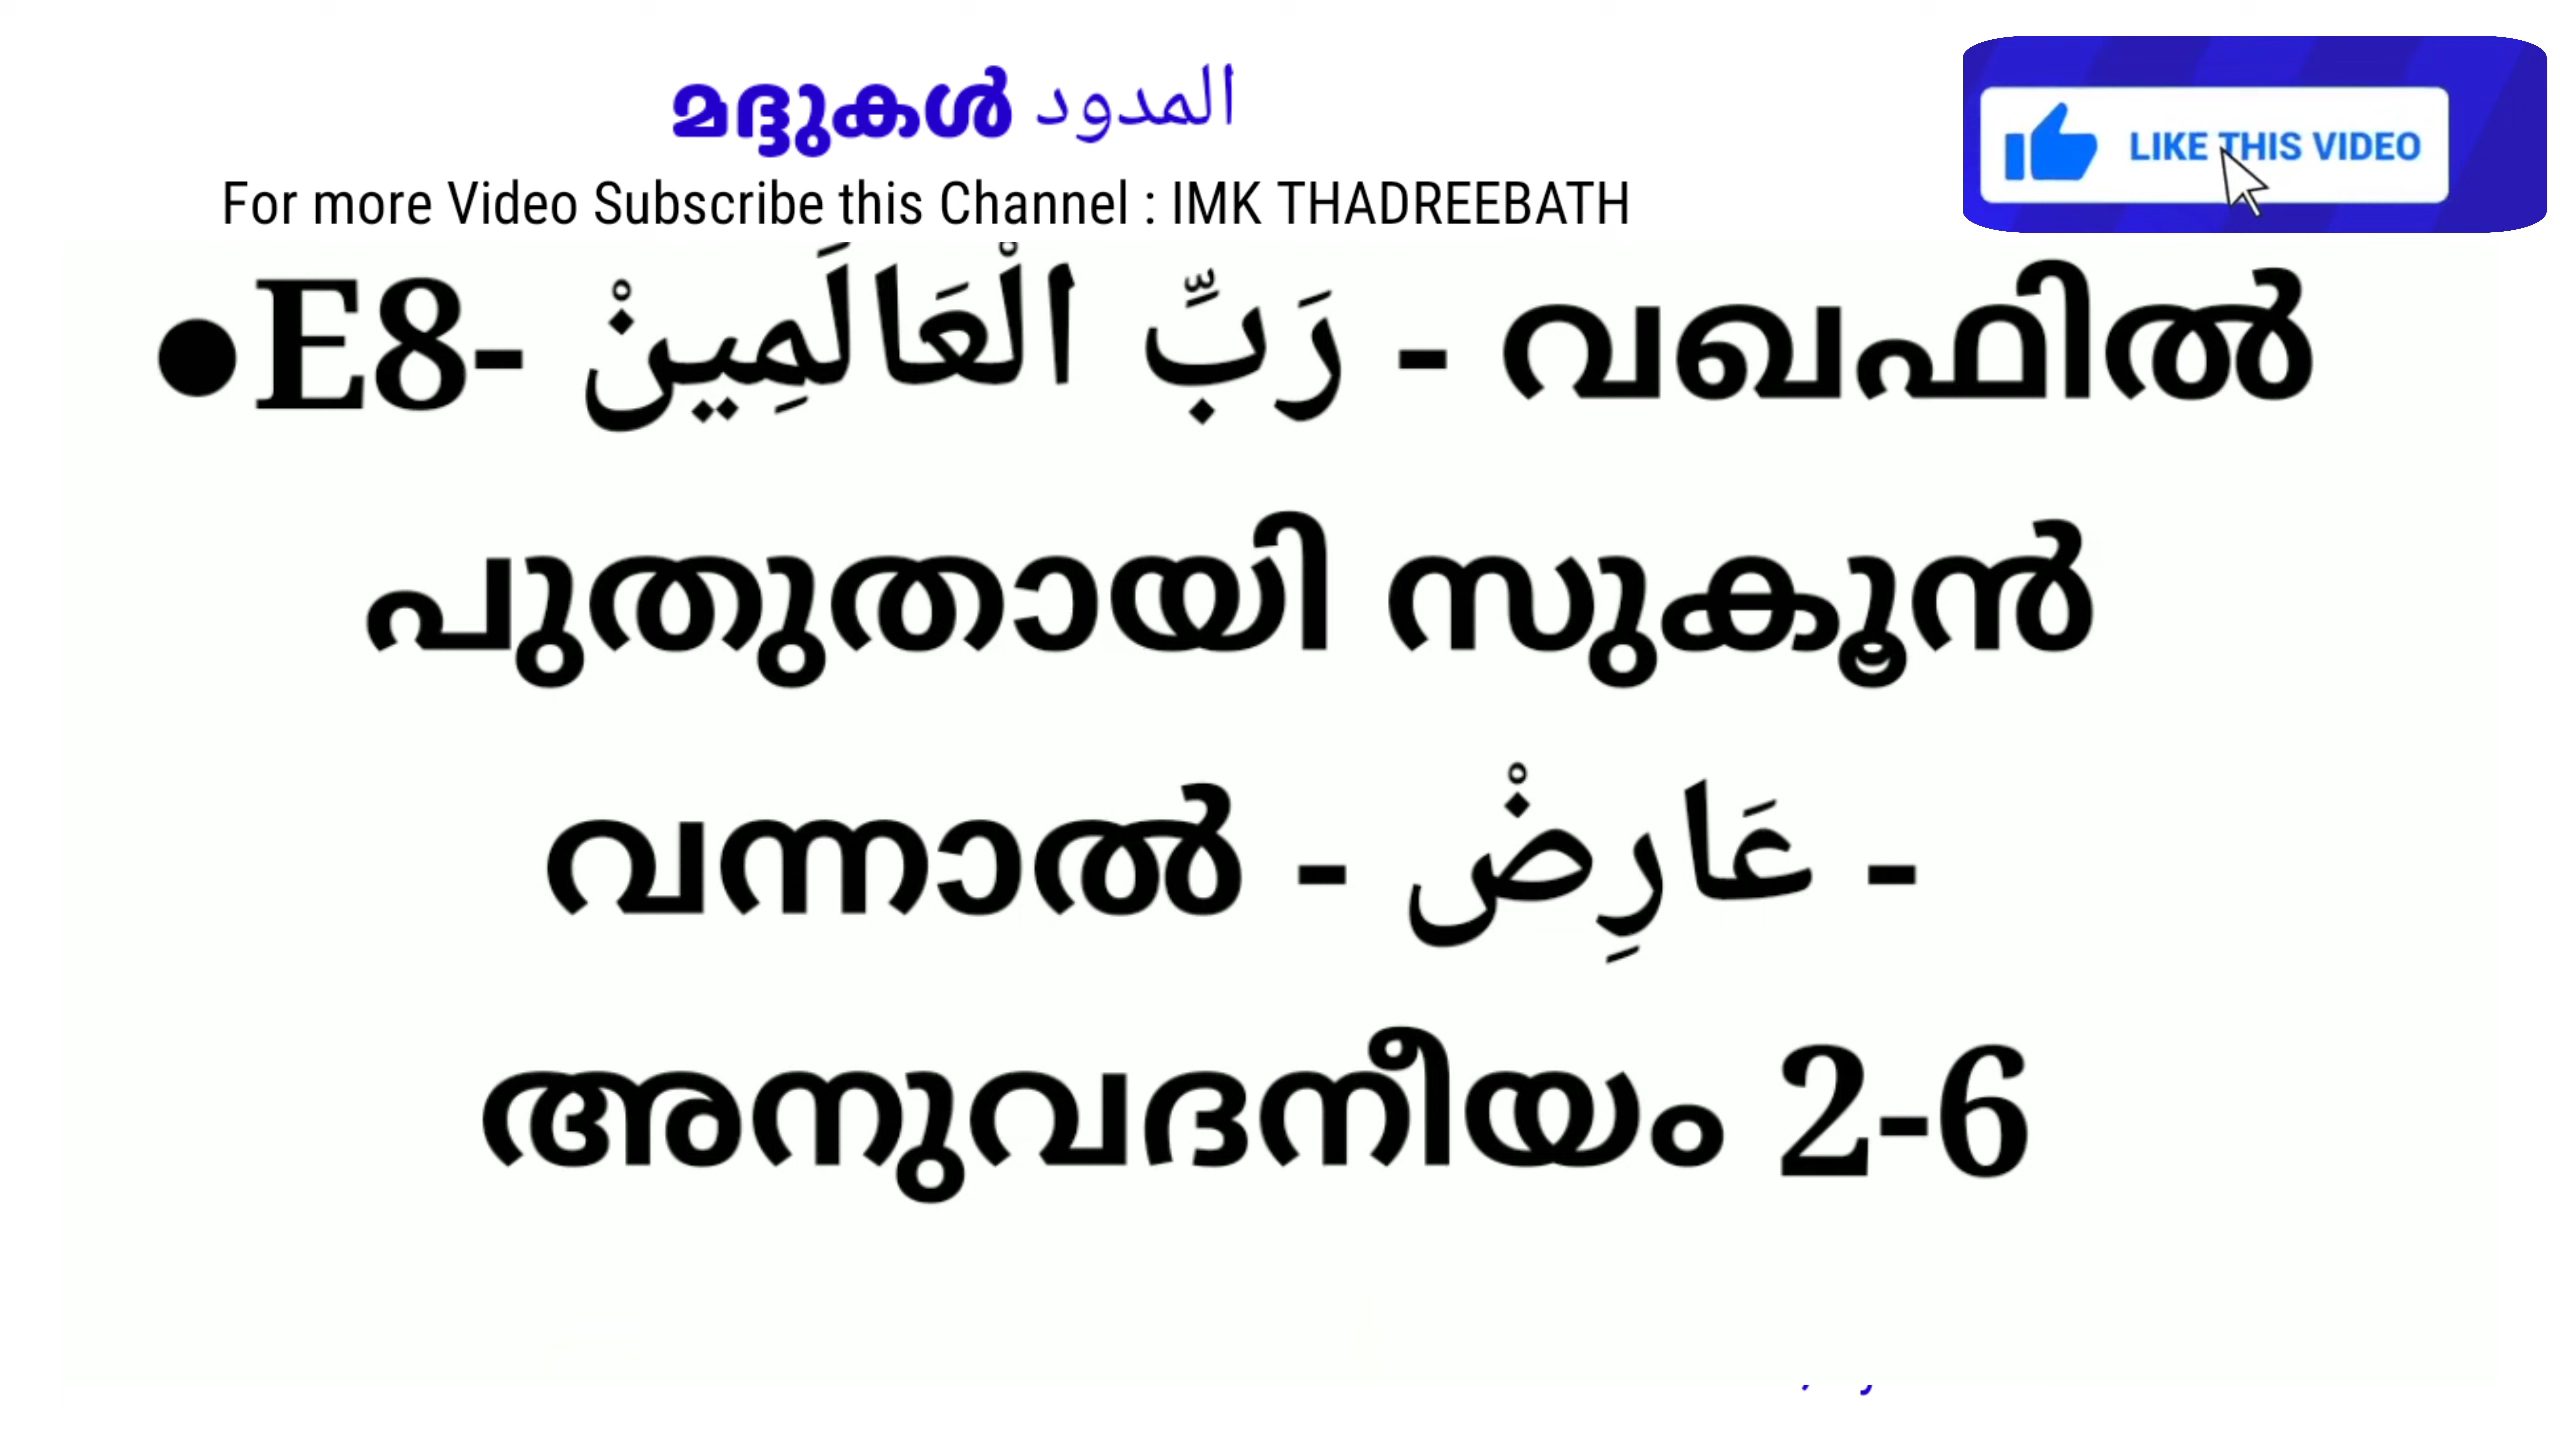 മദ്ദുകൾ المدود
LIKE THIS VIDEO
For more Video Subscribe this Channel : IMK THADREEBATH
●E8- رَبِّ الْعَالَمِينْ - വഖഫിൽ
പുതുതായി സുകൂൻ
വന്നാൽ - عَارِضْ -
അനുവദനീയം 2-6